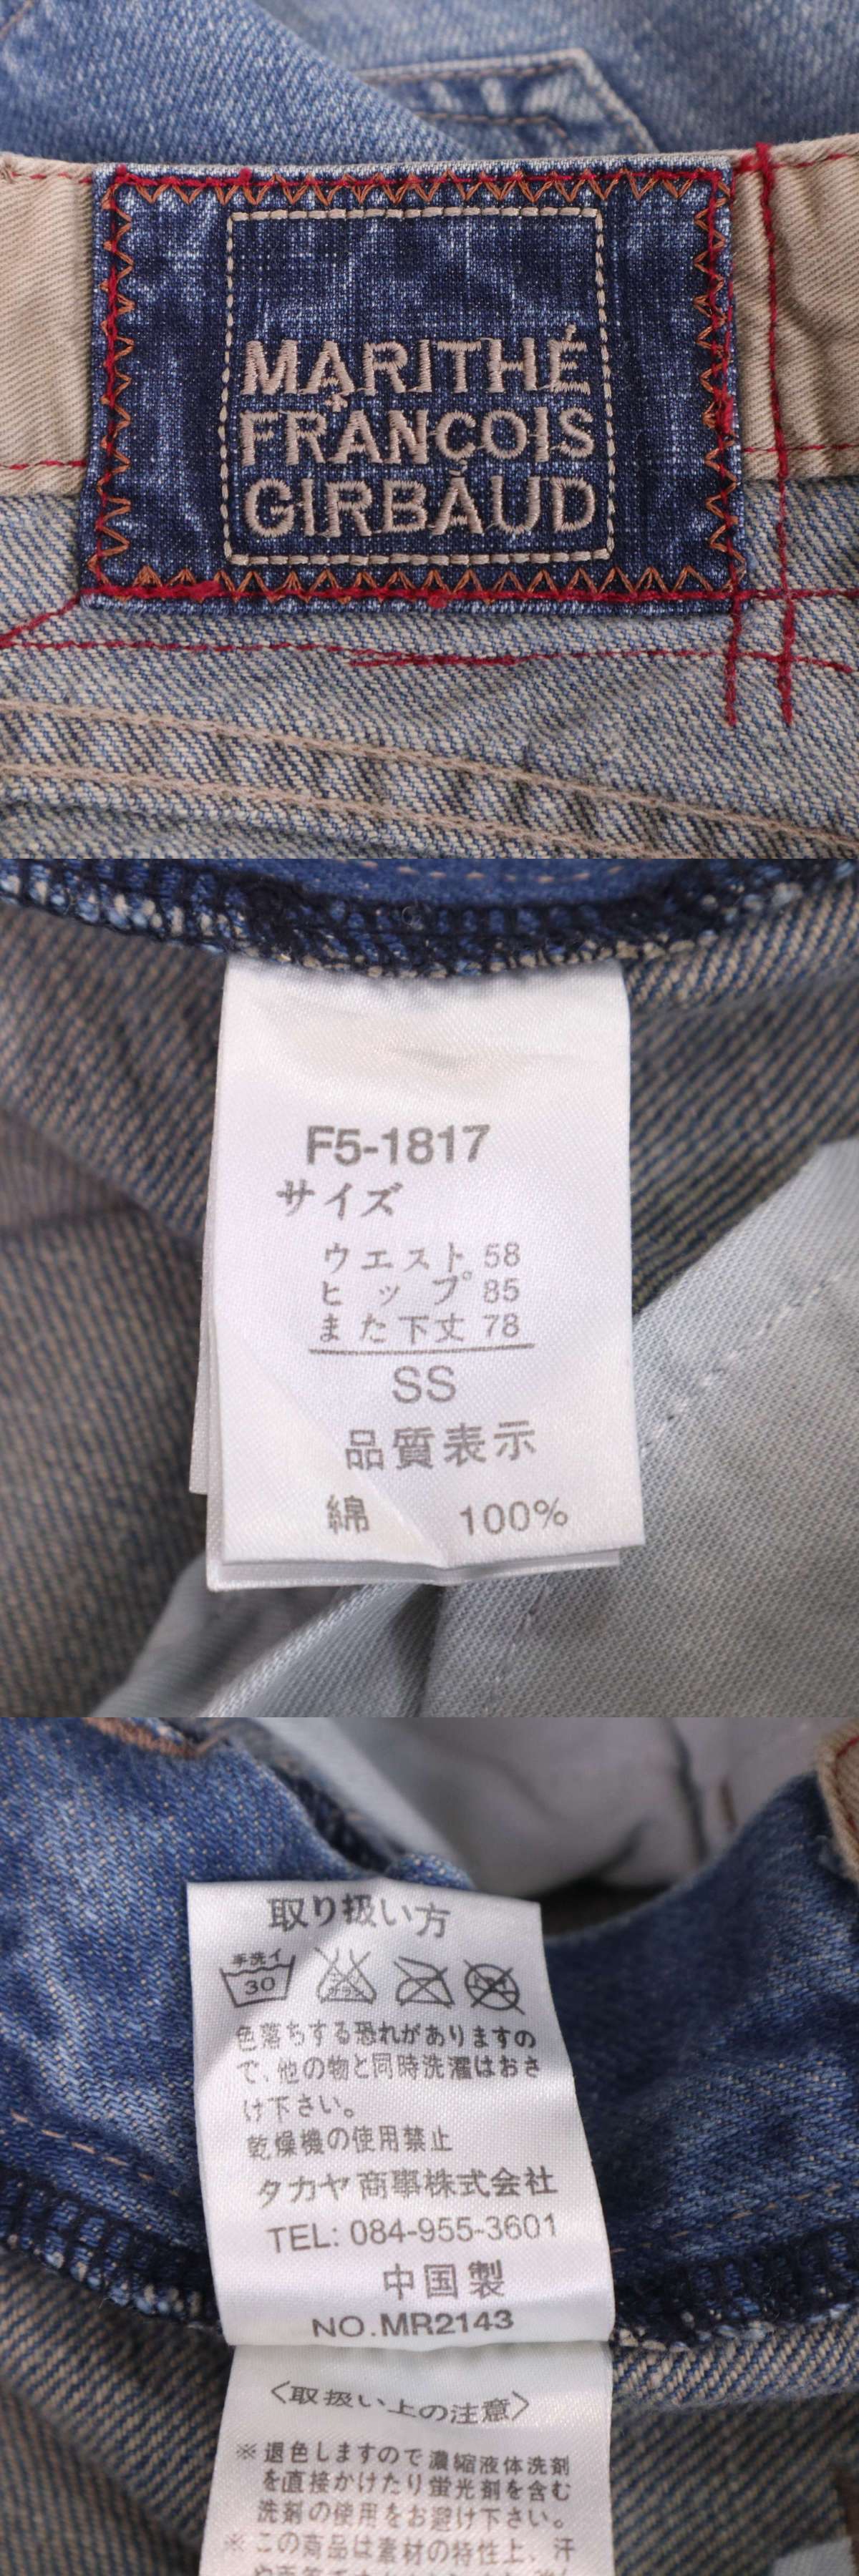 MARITHÉ
+
FRANÇOIS
GIRBAUD
F5-1817
サイズ
ウエスト 58
ヒップ 85
また下丈 78
SS
品質表示
綿 100%
取り扱い方
手洗イ
30
色落ちする恐れがありますの
で、他の物と同時洗濯はおさ
け下さい。
乾燥機の使用禁止
タカヤ商事株式会社
TEL: 084-955-3601
中国製
NO.MR2143
〈取扱い上の注意〉
※退色しますので濃縮液体洗剤
を直接かけたり蛍光剤を含む
洗剤の使用をお避け下さい。
※この商品は素材の特性上、汗